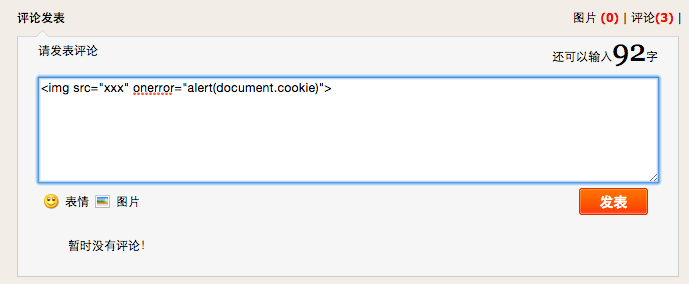 评论发表 图片 (0) | 评论(3) |
请发表评论 还可以输入92字
<img src="xxx" onerror="alert(document.cookie)">
表情 图片 发表
暂时没有评论！